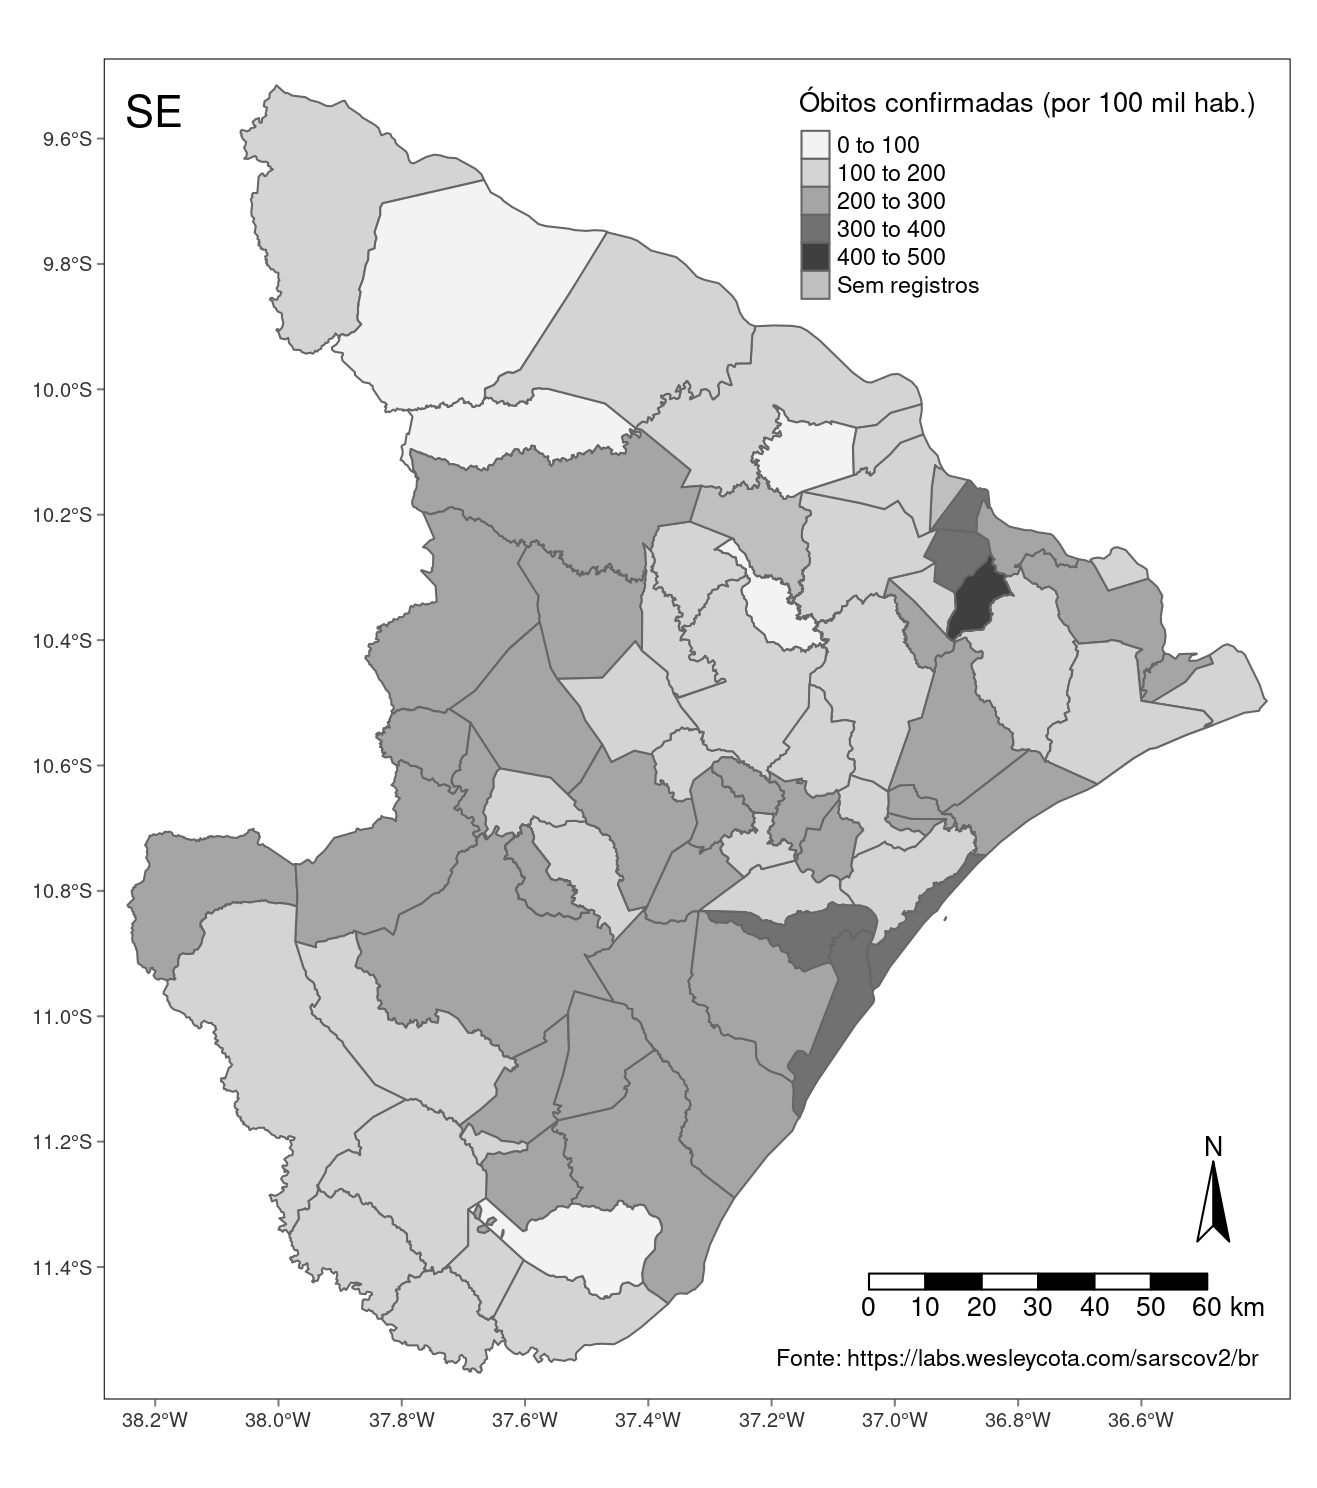 SE
Óbitos confirmadas (por 100 mil hab.)
0 to 100
100 to 200
200 to 300
300 to 400
400 to 500
Sem registros
9.6°S
9.8°S
10.0°S
10.2°S
10.4°S
10.6°S
10.8°S
11.0°S
11.2°S
11.4°S
N
0 10 20 30 40 50 60 km
Fonte: https://labs.wesleycota.com/sarscov2/br
38.2°W 38.0°W 37.8°W 37.6°W 37.4°W 37.2°W 37.0°W 36.8°W 36.6°W